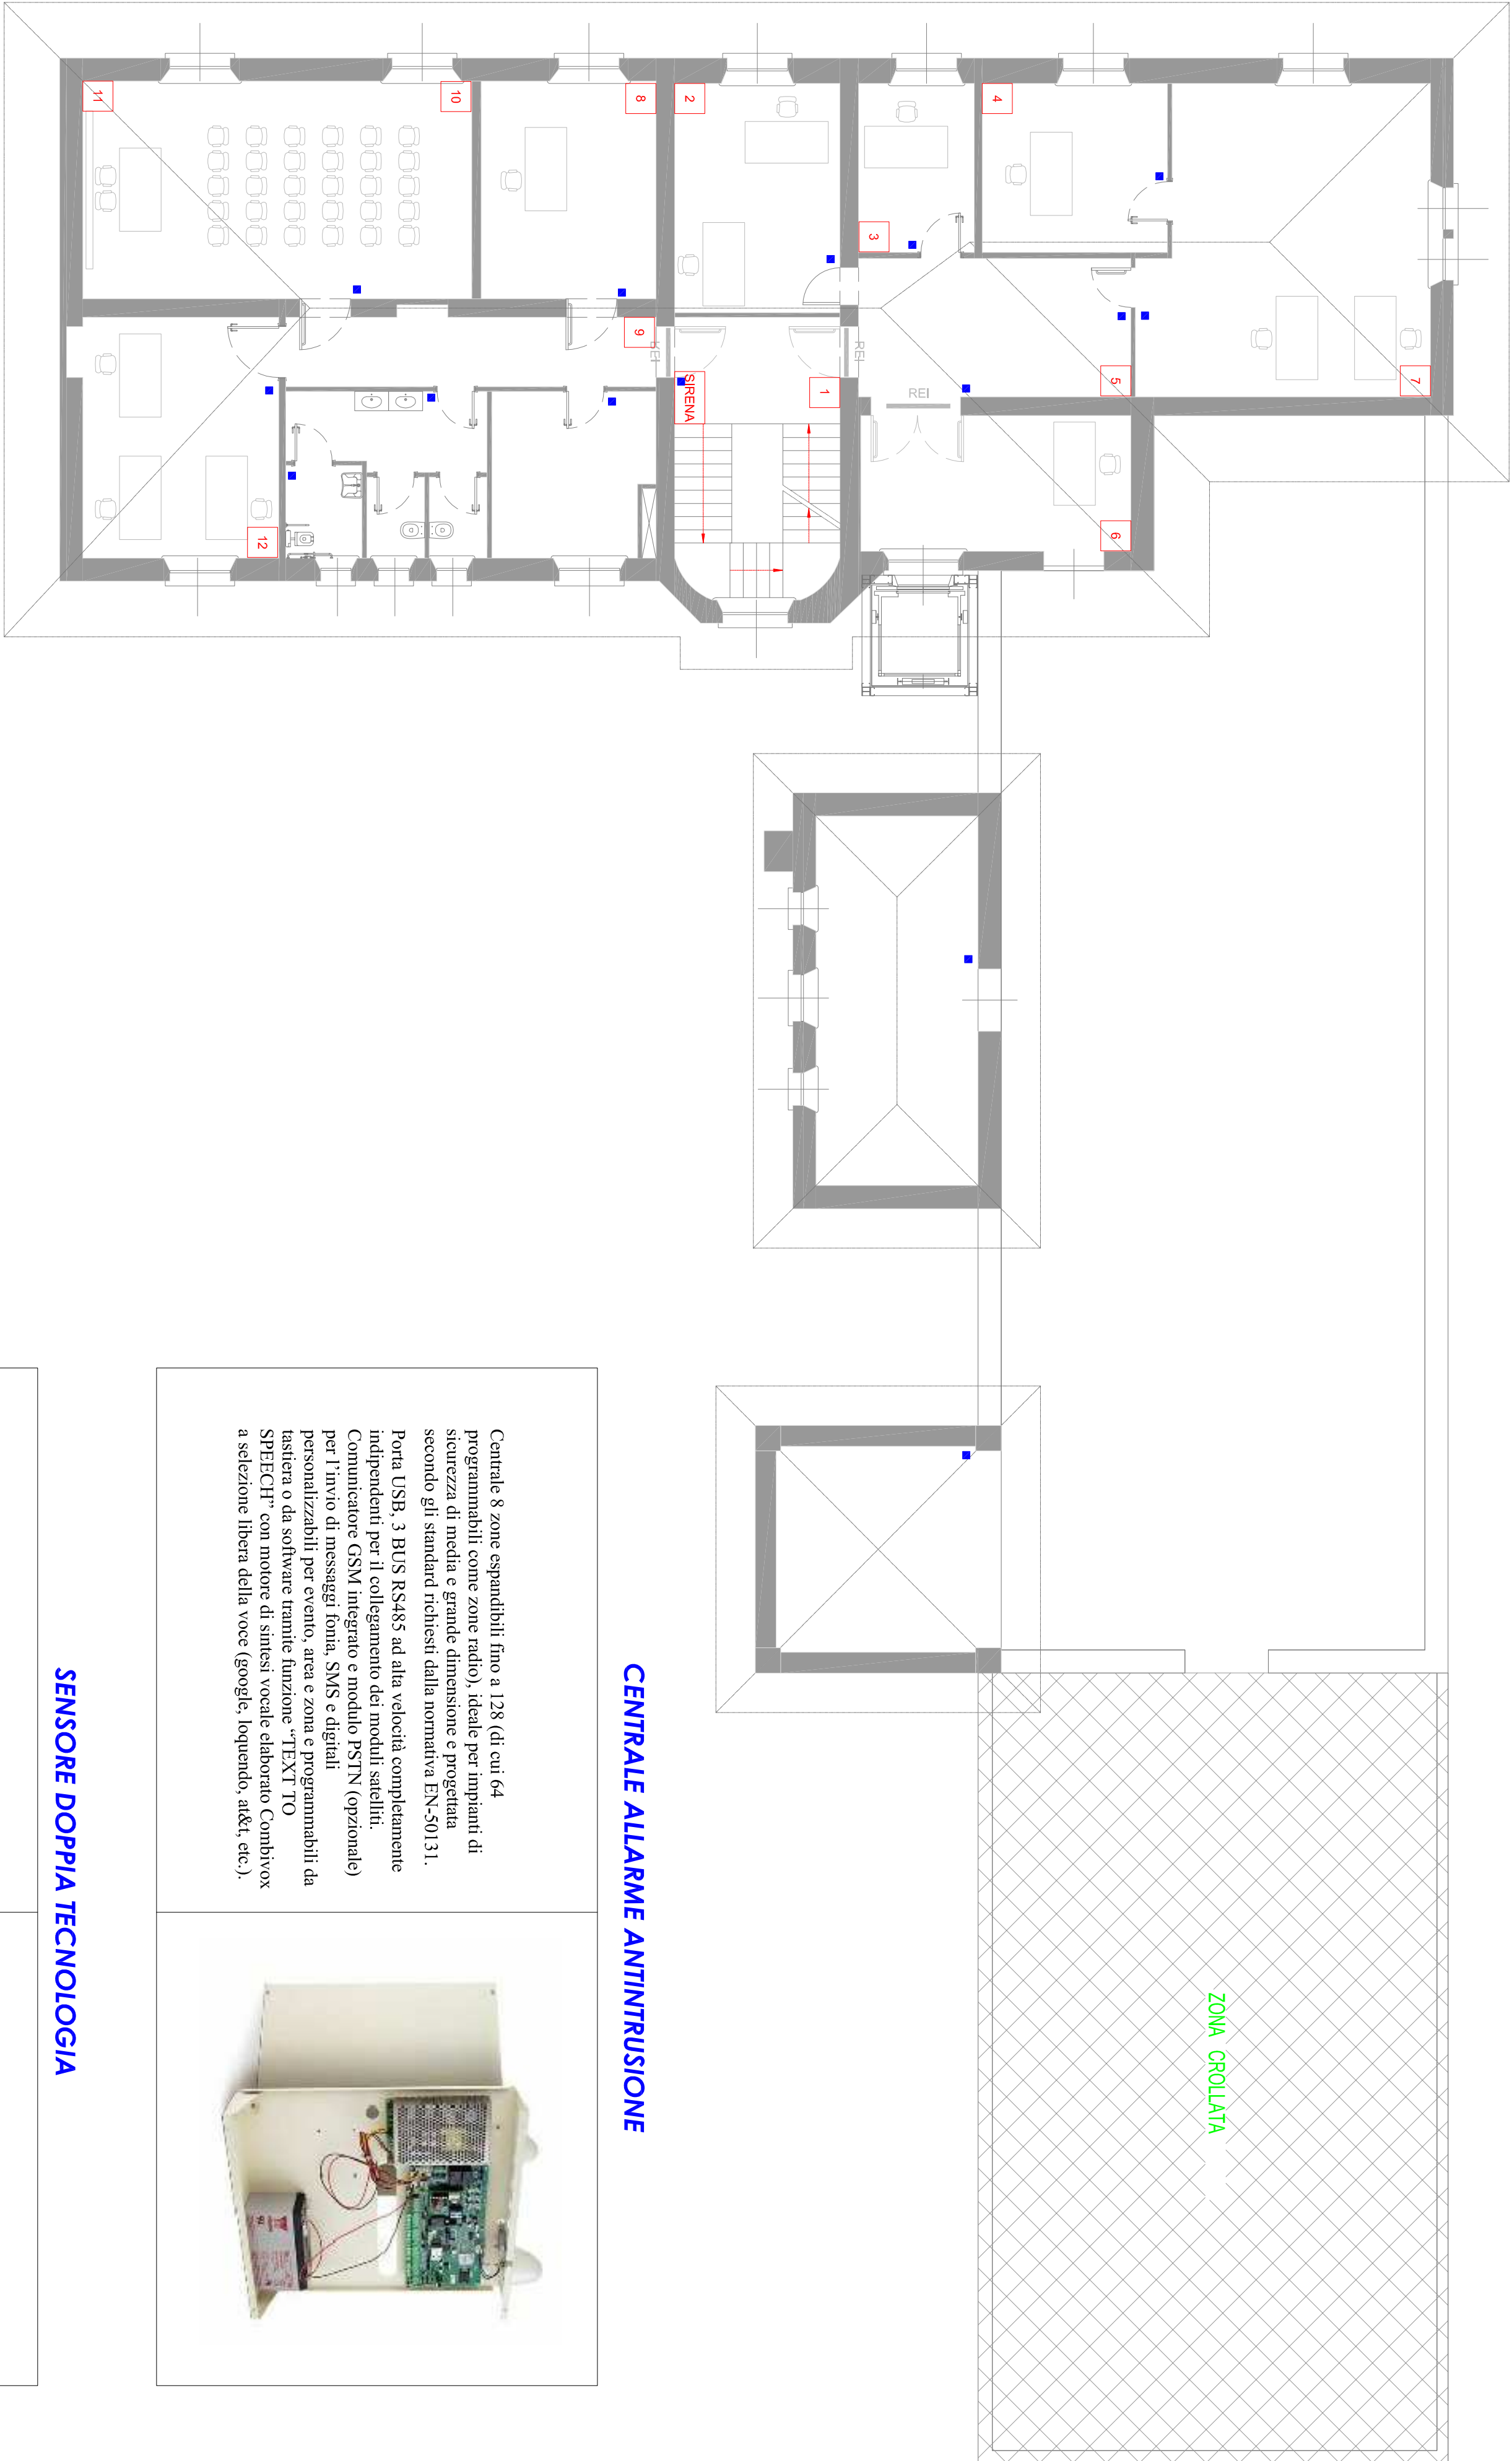 7
ZONA CROLLATA
5
6
4
REI
3
REI
1
2
SIRENA
REI
8
9
10
12
11
CENTRALE ALLARME ANTINTRUSIONE
Centrale 8 zone espandibili fino a 128 (di cui 64
programmabili come zone radio), ideale per impianti di
sicurezza di media e grande dimensione e progettata
secondo gli standard richiesti dalla normativa EN-50131.
Porta USB, 3 BUS RS485 ad alta velocità completamente
indipendenti per il collegamento dei moduli satelliti.
Comunicatore GSM integrato e modulo PSTN (opzionale)
per l’invio di messaggi fonia, SMS e digitali
personalizzabili per evento, area e zona e programmabili da
tastiera o da software tramite funzione “TEXT TO
SPEECH” con motore di sintesi vocale elaborato Combivox
a selezione libera della voce (google, loquendo, at&t, etc.).
SENSORE DOPPIA TECNOLOGIA